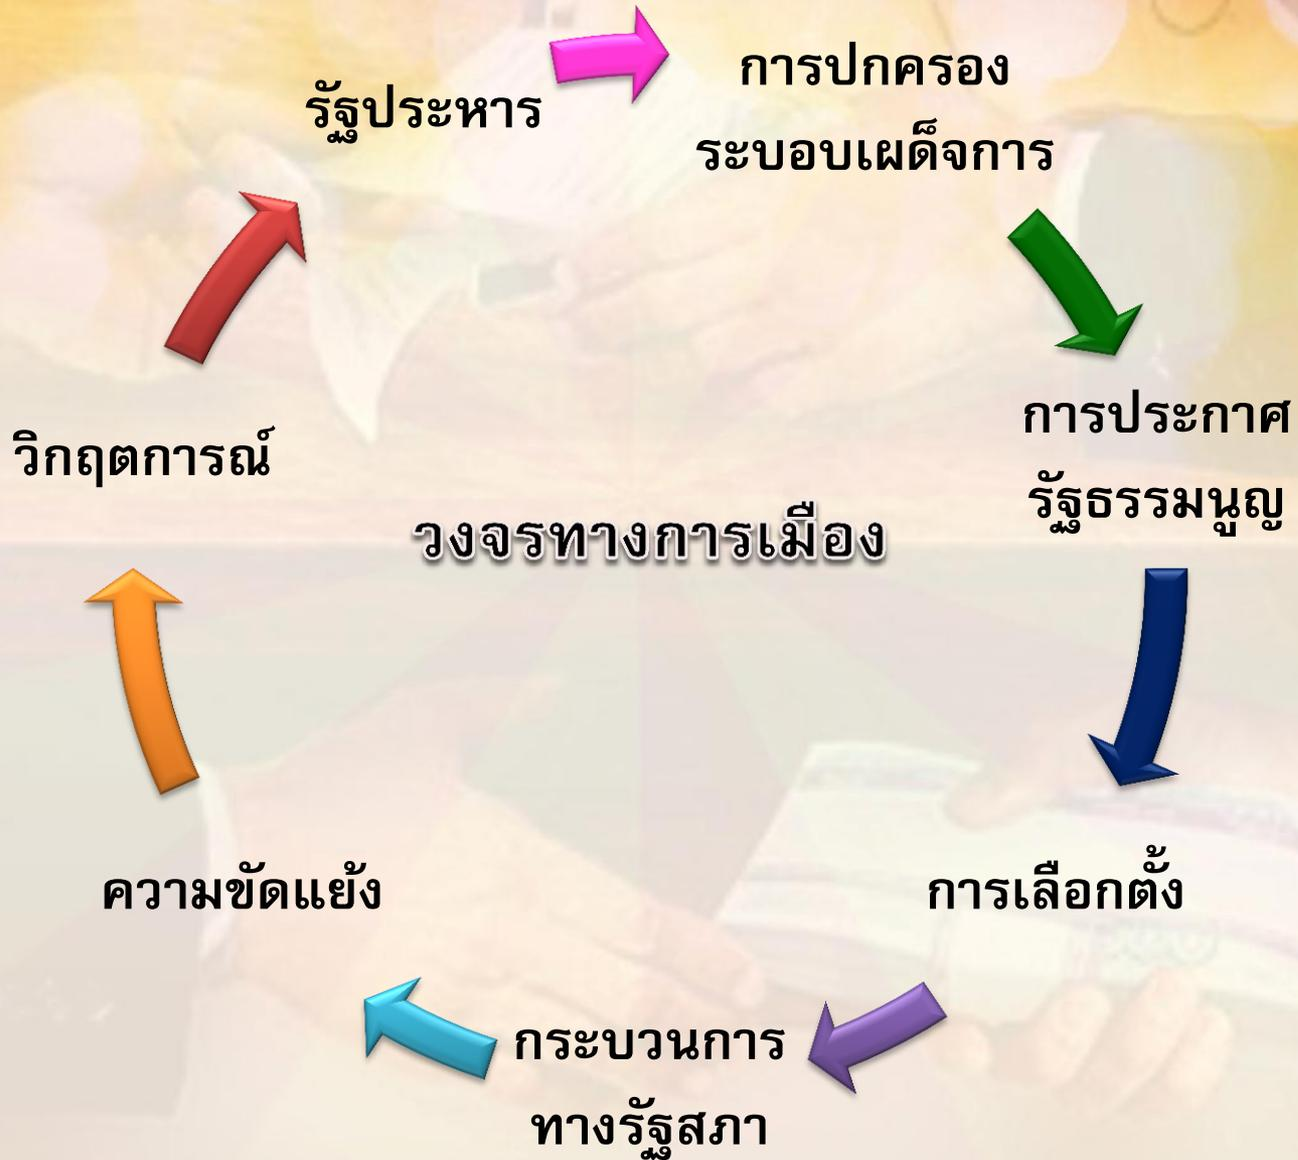 รัฐประหาร
การปกครอง
ระบอบเผด็จการ
การประกาศ
รัฐธรรมนูญ
การเลือกตั้ง
กระบวนการ
ทางรัฐสภา
ความขัดแย้ง
วิกฤตการณ์
วงจรทางการเมือง